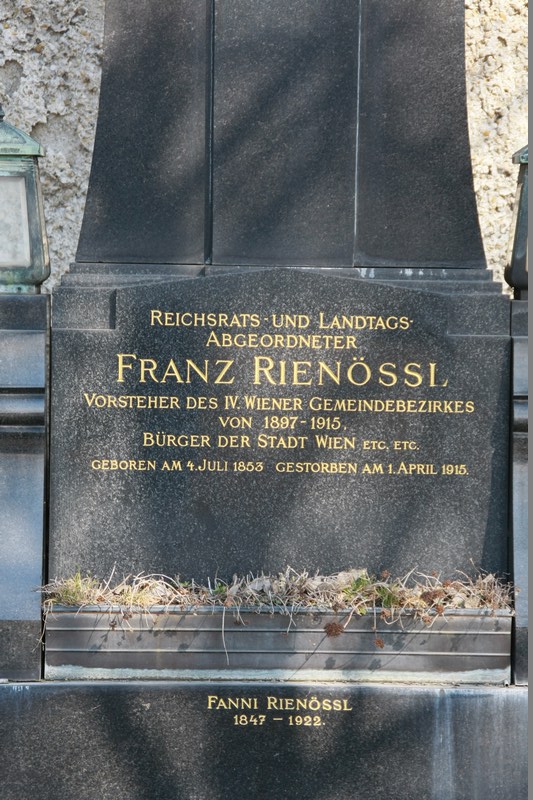 REICHSRATS- UND LANDTAGS-
ABGEORDNETER
FRANZ RIENÖSSL
VORSTEHER DES IV. WIENER GEMEINDEBEZIRKES
VON 1897-1915.
BÜRGER DER STADT WIEN ETC. ETC.
GEBOREN AM 4. JULI 1853 GESTORBEN AM 1. APRIL 1915.
FANNI RIENÖSSL
1847 - 1922.